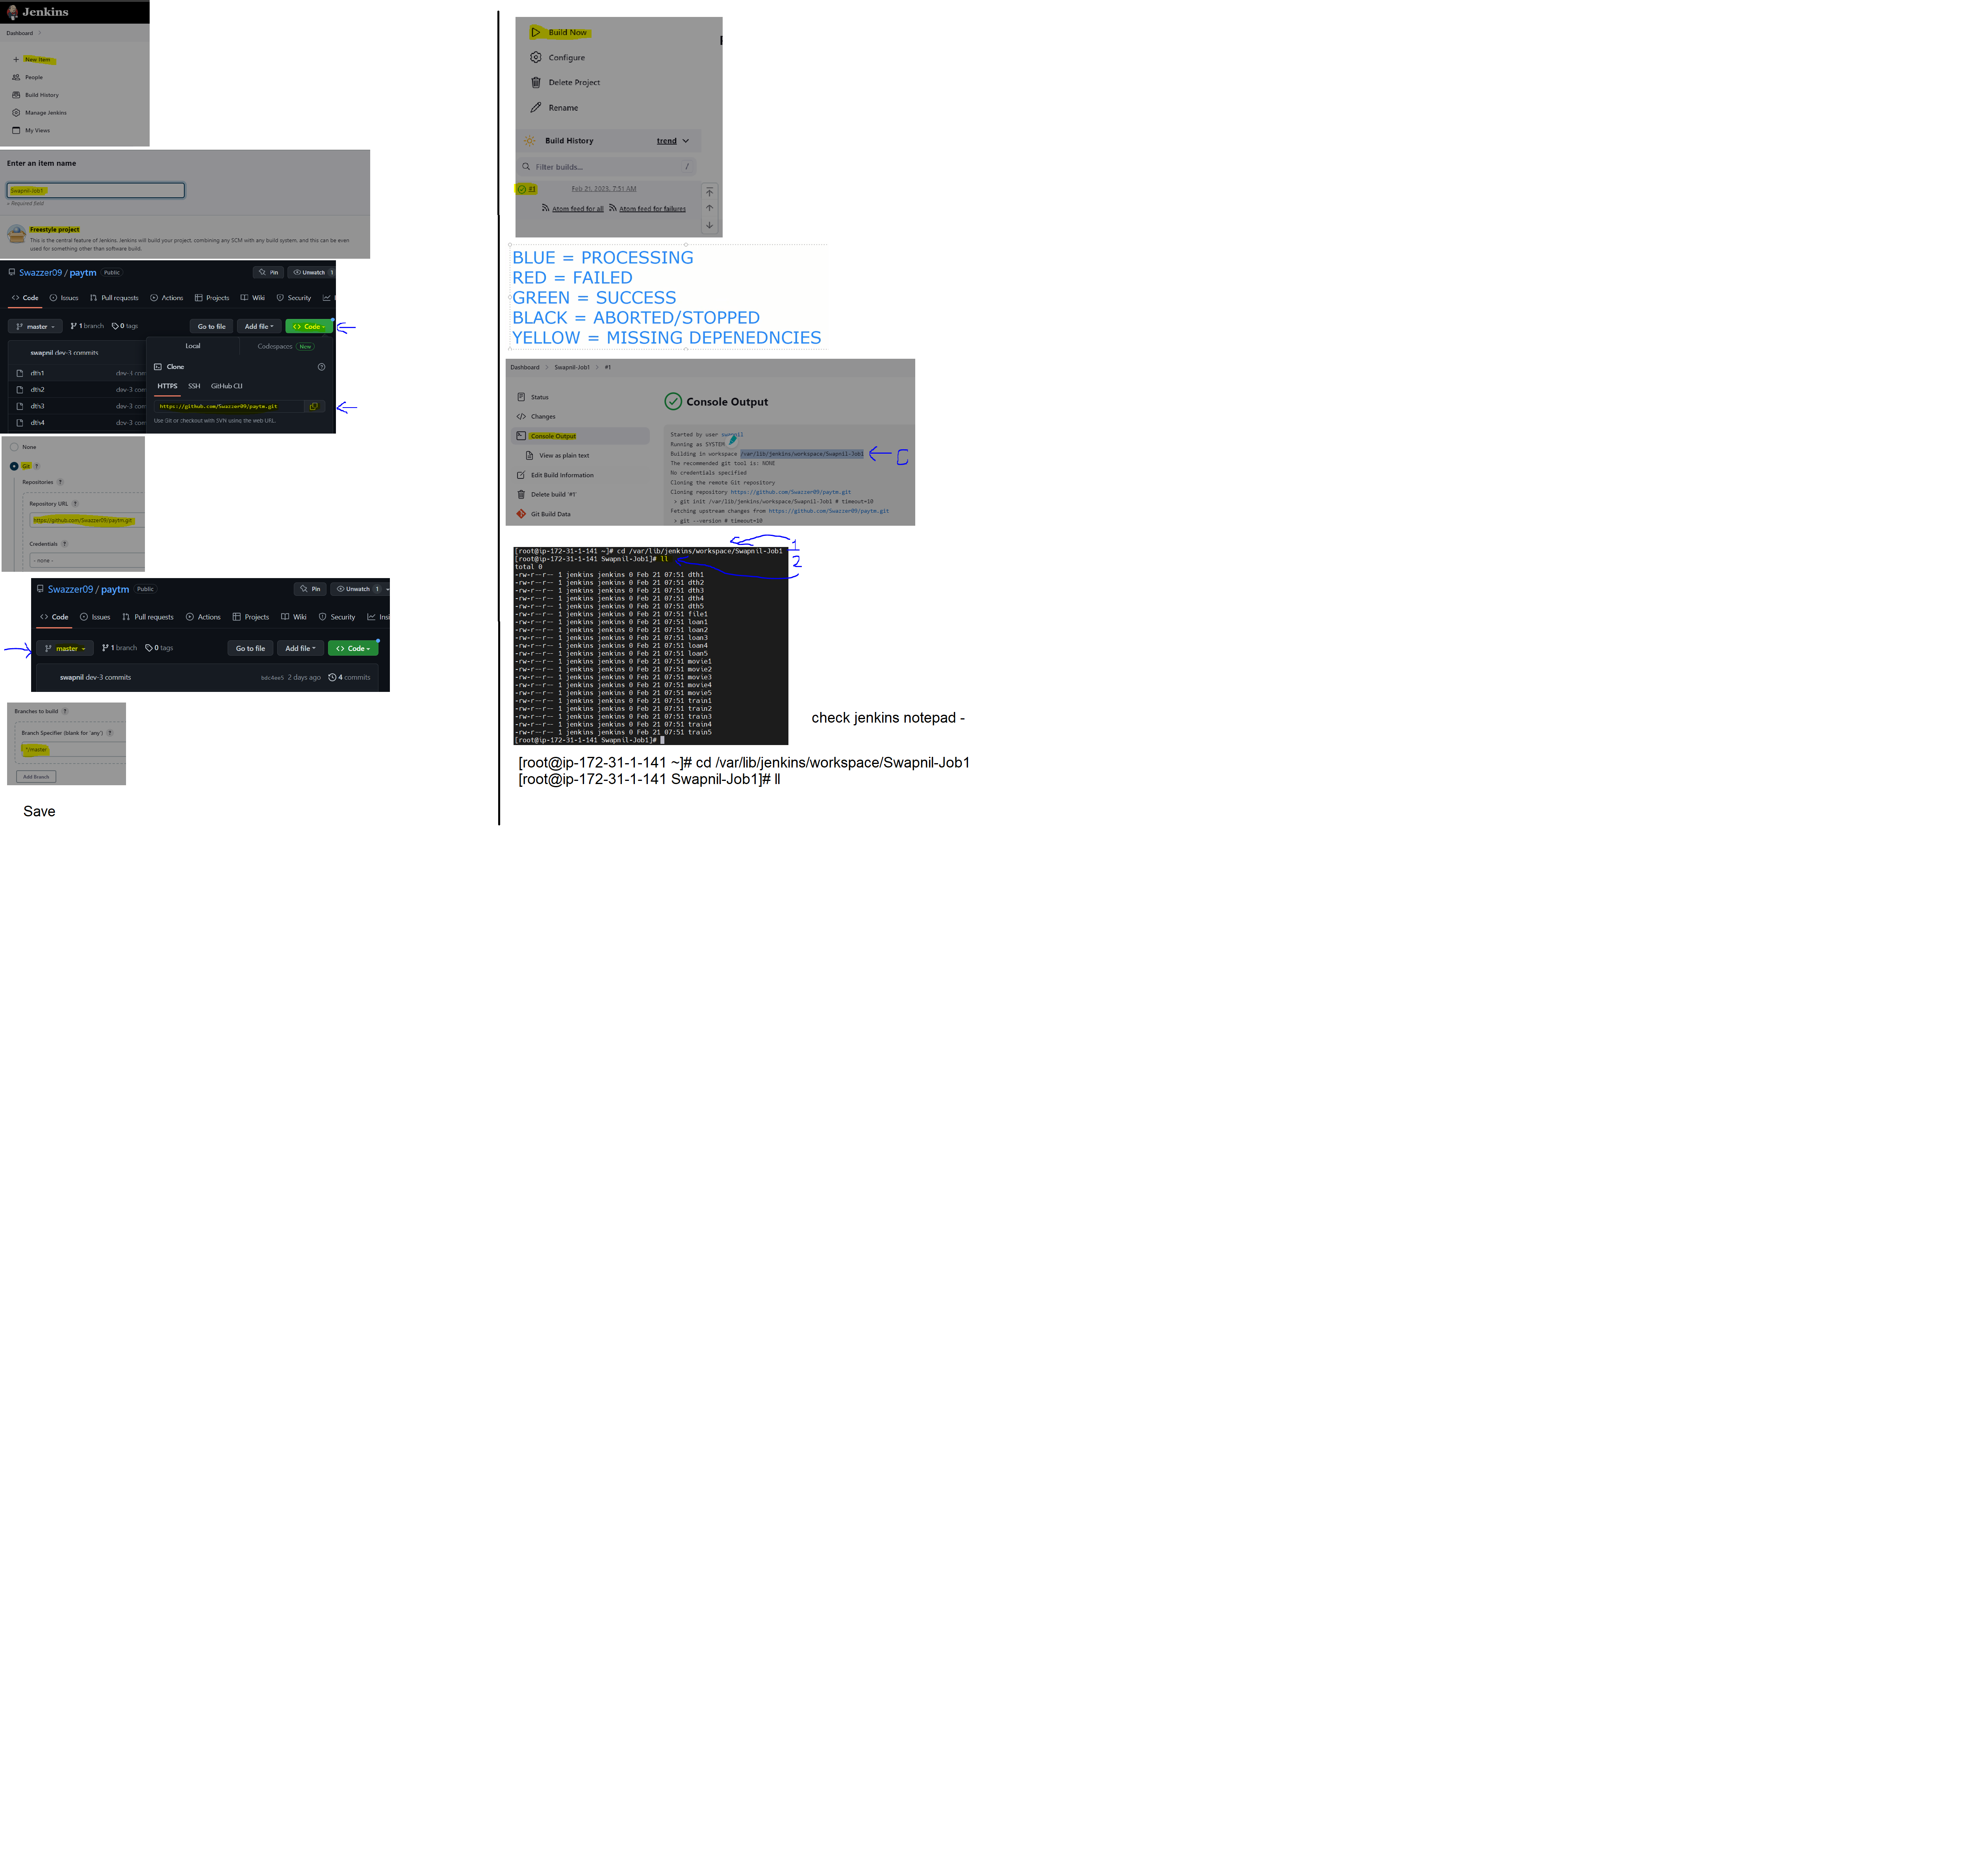 Jenkins
Dashboard
New Item
People
Build History
Manage Jenkins
My Views
Enter an item name
Swapnil-Job1
» Required field
Freestyle project
This is the central feature of Jenkins. Jenkins will build your project, combining any SCM with any build system, and this can be even
used for something other than software build.
Swazzer09 / paytm Public Pin Unwatch 1
Code Issues Pull requests Actions Projects Wiki Security
master 1 branch 0 tags Go to file Add file Code
swapnil dev-3 commits
Local Codespaces New
Clone
dth1 dev-3 com
HTTPS SSH GitHub CLI
dth2 dev-3 com
https://github.com/Swazzer09/paytm.git
dth3 dev-3 com
Use Git or checkout with SVN using the web URL.
dth4 dev-3 com
None
Git ?
Repositories ?
Repository URL ?
https://github.com/Swazzer09/paytm.git
Credentials ?
- none -
Swazzer09 / paytm Public Pin Unwatch 1
Code Issues Pull requests Actions Projects Wiki Security Insi
master 1 branch 0 tags Go to file Add file Code
swapnil dev-3 commits bdc4ee5 2 days ago 4 commits
Branches to build ?
Branch Specifier (blank for 'any') ?
*/master
Add Branch
Save
Build Now
Configure
Delete Project
Rename
Build History trend
Filter builds... /
#1 Feb 21, 2023, 7:51 AM
Atom feed for all Atom feed for failures
BLUE = PROCESSING
RED = FAILED
GREEN = SUCCESS
BLACK = ABORTED/STOPPED
YELLOW = MISSING DEPENEDNCIES
Dashboard > Swapnil-Job1 > #1
Status
Changes
Console Output
View as plain text
Edit Build Information
Delete build '#1'
Git Build Data
Console Output
Started by user swapnil
Running as SYSTEM
Building in workspace /var/lib/jenkins/workspace/Swapnil-Job1
The recommended git tool is: NONE
No credentials specified
Cloning the remote Git repository
Cloning repository https://github.com/Swazzer09/paytm.git
> git init /var/lib/jenkins/workspace/Swapnil-Job1 # timeout=10
Fetching upstream changes from https://github.com/Swazzer09/paytm.git
> git --version # timeout=10
[root@ip-172-31-1-141 ~]# cd /var/lib/jenkins/workspace/Swapnil-Job1 1
[root@ip-172-31-1-141 Swapnil-Job1]# ll 2
total 0
-rw-r--r-- 1 jenkins jenkins 0 Feb 21 07:51 dth1
-rw-r--r-- 1 jenkins jenkins 0 Feb 21 07:51 dth2
-rw-r--r-- 1 jenkins jenkins 0 Feb 21 07:51 dth3
-rw-r--r-- 1 jenkins jenkins 0 Feb 21 07:51 dth4
-rw-r--r-- 1 jenkins jenkins 0 Feb 21 07:51 dth5
-rw-r--r-- 1 jenkins jenkins 0 Feb 21 07:51 file1
-rw-r--r-- 1 jenkins jenkins 0 Feb 21 07:51 loan1
-rw-r--r-- 1 jenkins jenkins 0 Feb 21 07:51 loan2
-rw-r--r-- 1 jenkins jenkins 0 Feb 21 07:51 loan3
-rw-r--r-- 1 jenkins jenkins 0 Feb 21 07:51 loan4
-rw-r--r-- 1 jenkins jenkins 0 Feb 21 07:51 loan5
-rw-r--r-- 1 jenkins jenkins 0 Feb 21 07:51 movie1
-rw-r--r-- 1 jenkins jenkins 0 Feb 21 07:51 movie2
-rw-r--r-- 1 jenkins jenkins 0 Feb 21 07:51 movie3
-rw-r--r-- 1 jenkins jenkins 0 Feb 21 07:51 movie4
-rw-r--r-- 1 jenkins jenkins 0 Feb 21 07:51 movie5
-rw-r--r-- 1 jenkins jenkins 0 Feb 21 07:51 train1
-rw-r--r-- 1 jenkins jenkins 0 Feb 21 07:51 train2
-rw-r--r-- 1 jenkins jenkins 0 Feb 21 07:51 train3
-rw-r--r-- 1 jenkins jenkins 0 Feb 21 07:51 train4
-rw-r--r-- 1 jenkins jenkins 0 Feb 21 07:51 train5
[root@ip-172-31-1-141 Swapnil-Job1]#
check jenkins notepad -
[root@ip-172-31-1-141 ~]# cd /var/lib/jenkins/workspace/Swapnil-Job1
[root@ip-172-31-1-141 Swapnil-Job1]# ll